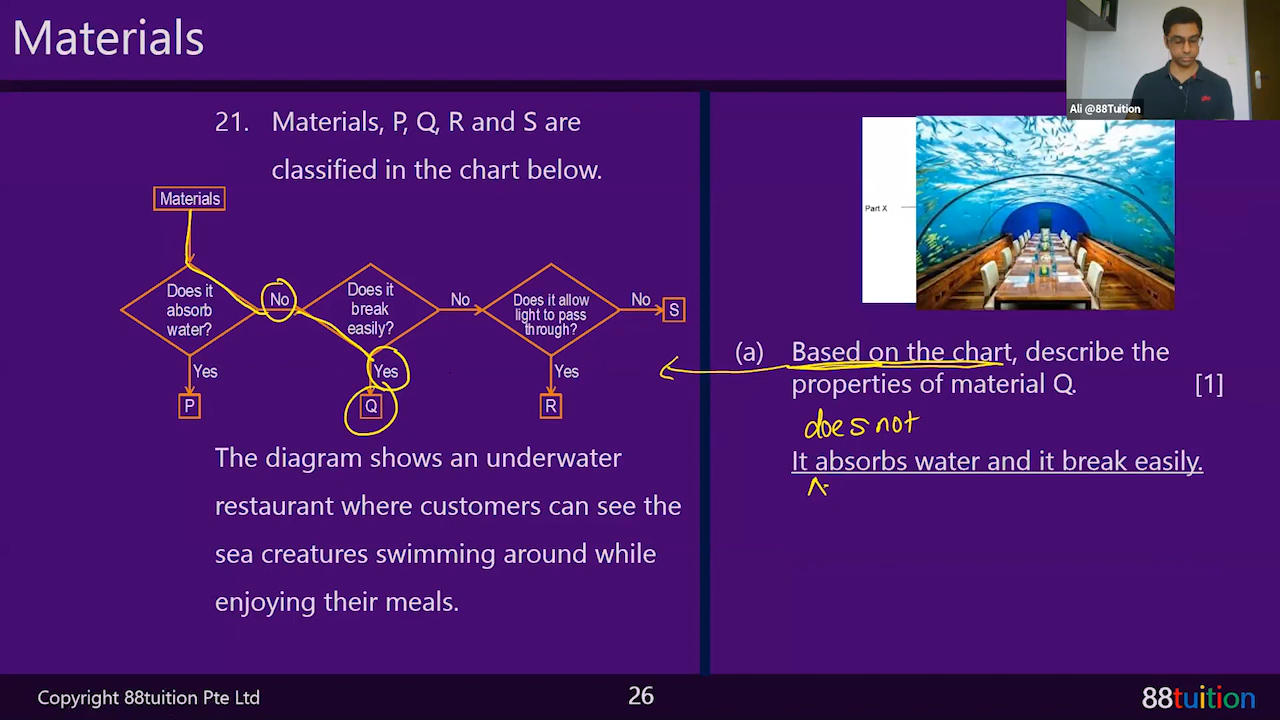 Materials
Ali @88Tuition
21. Materials, P, Q, R and S are
classified in the chart below.
Materials
Does it
absorb
water?
No
Does it
break
easily?
No
Does it allow
light to pass
through?
No
S
Yes
Yes
Yes
P
Q
R
The diagram shows an underwater
restaurant where customers can see the
sea creatures swimming around while
enjoying their meals.
Part X
(a) Based on the chart, describe the
properties of material Q. [1]
does not
It absorbs water and it break easily.
Copyright 88tuition Pte Ltd
26
88tuition